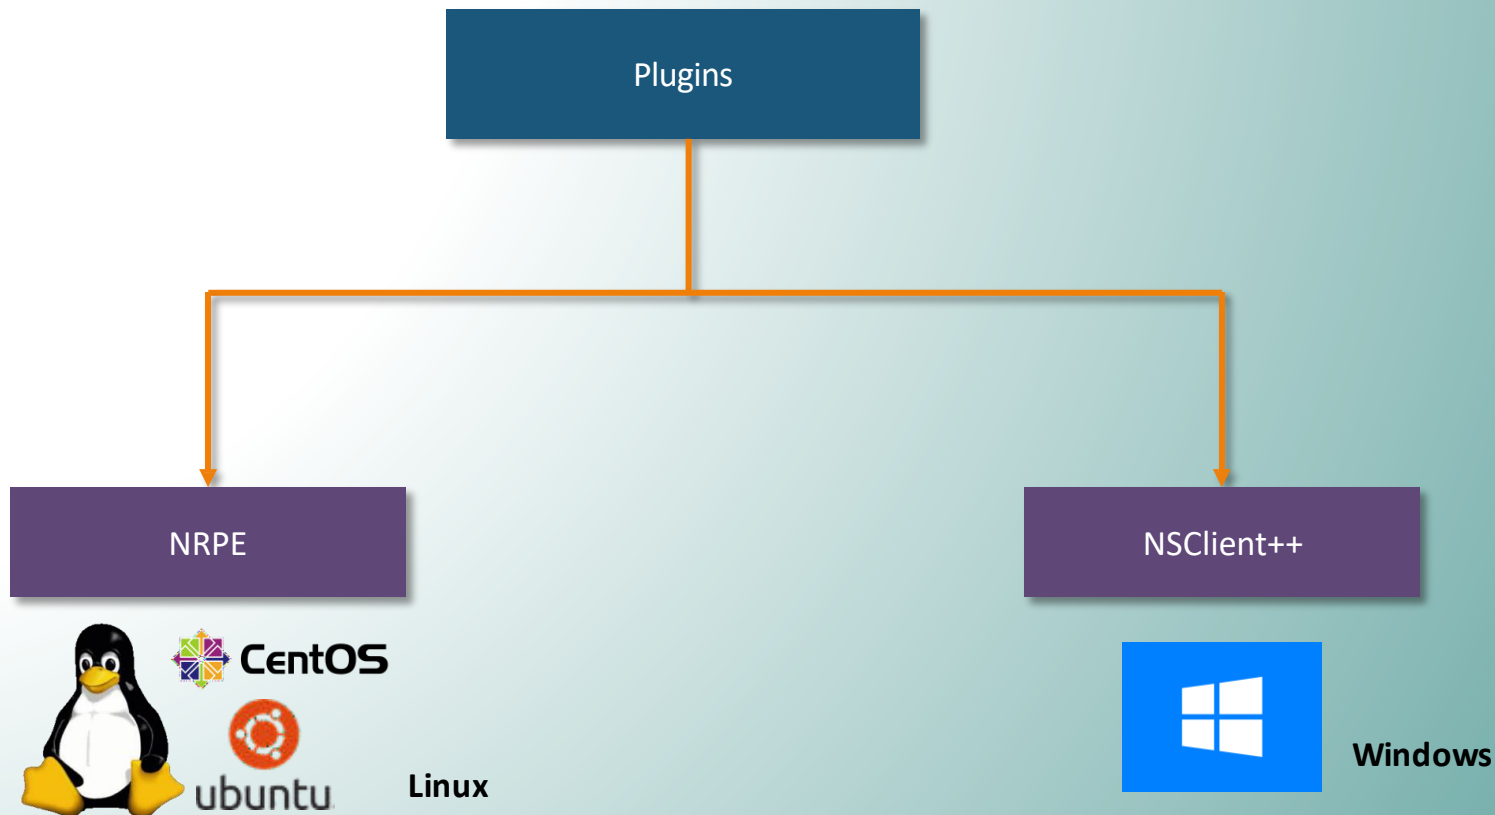 Plugins
NRPE
NSClient++
CentOS
ubuntu
Linux
Windows